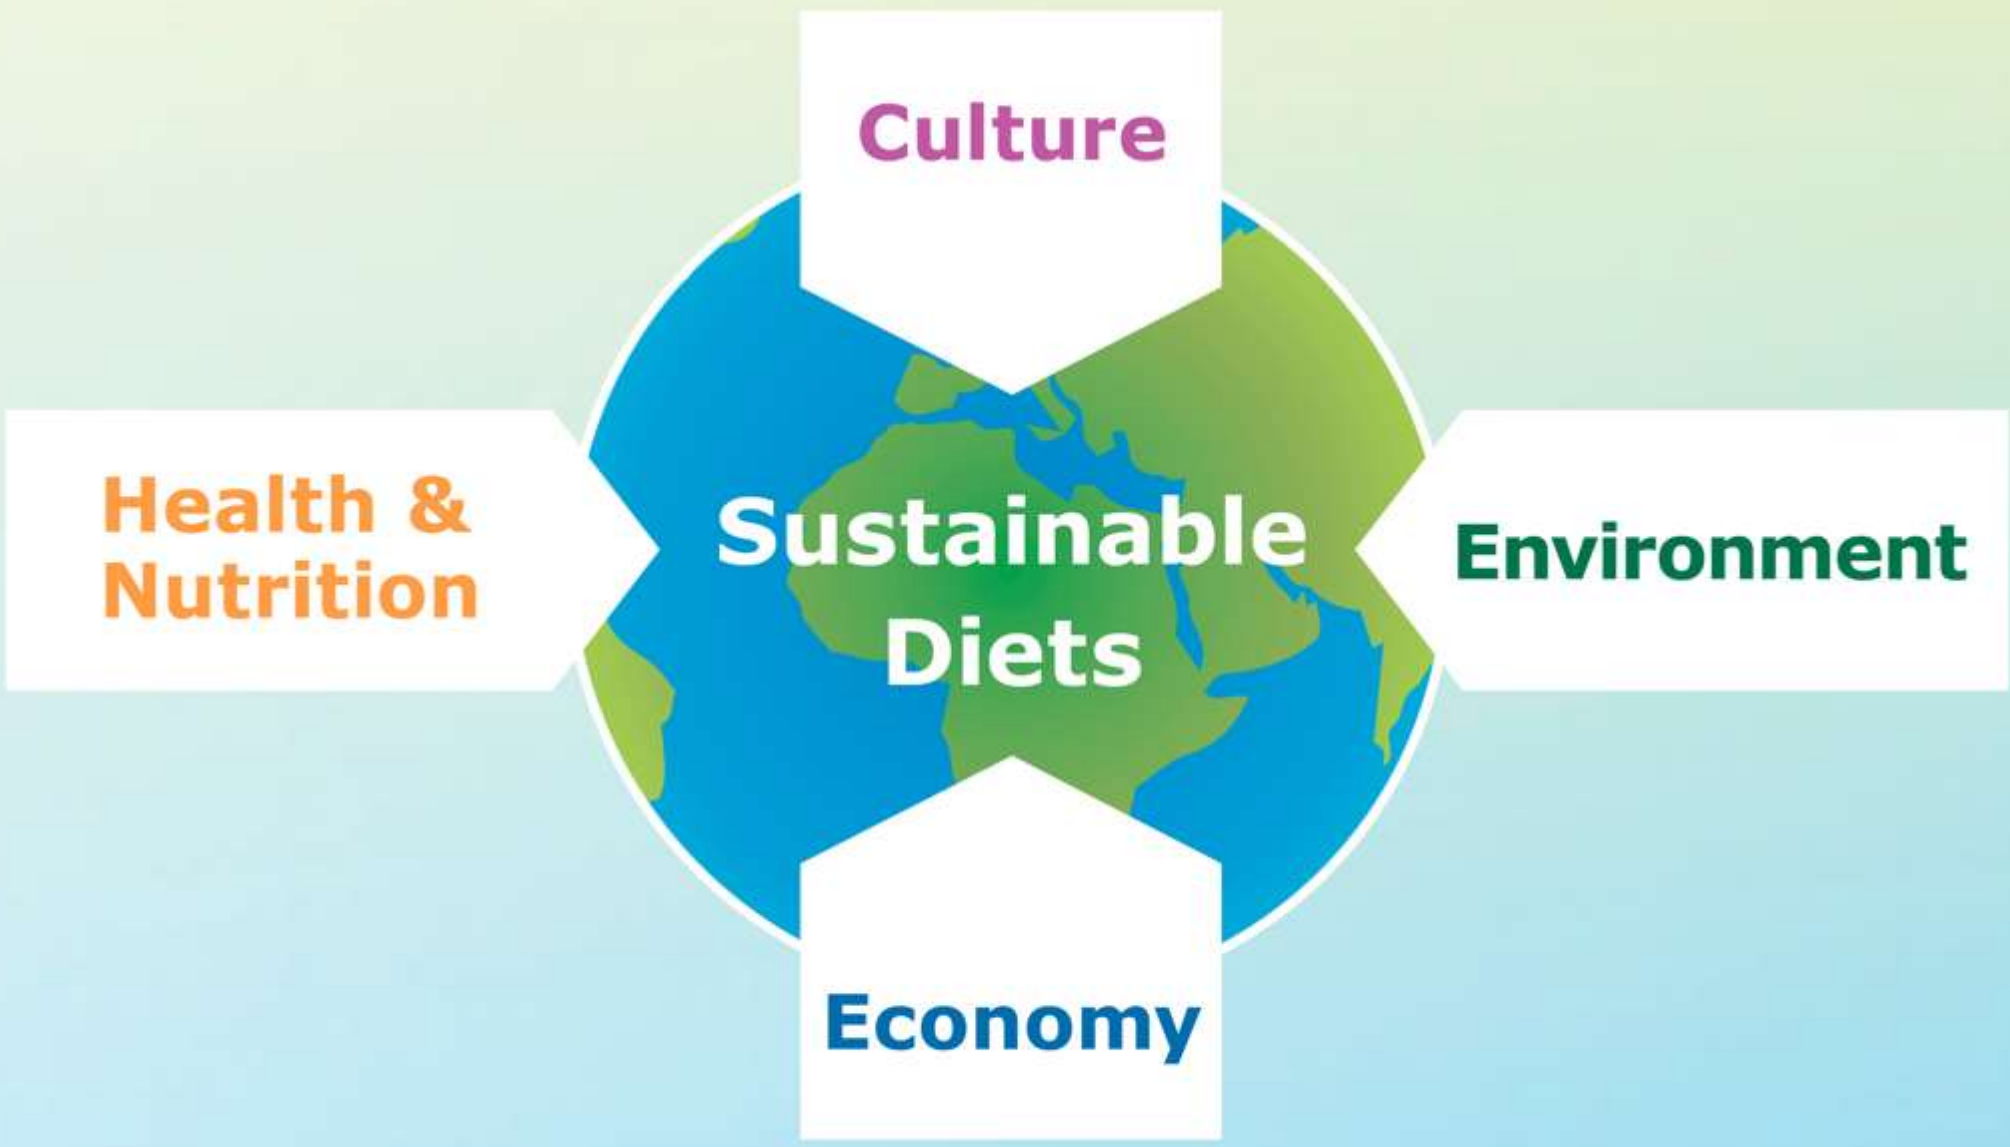 Culture
Health &
Nutrition
Sustainable
Diets
Environment
Economy